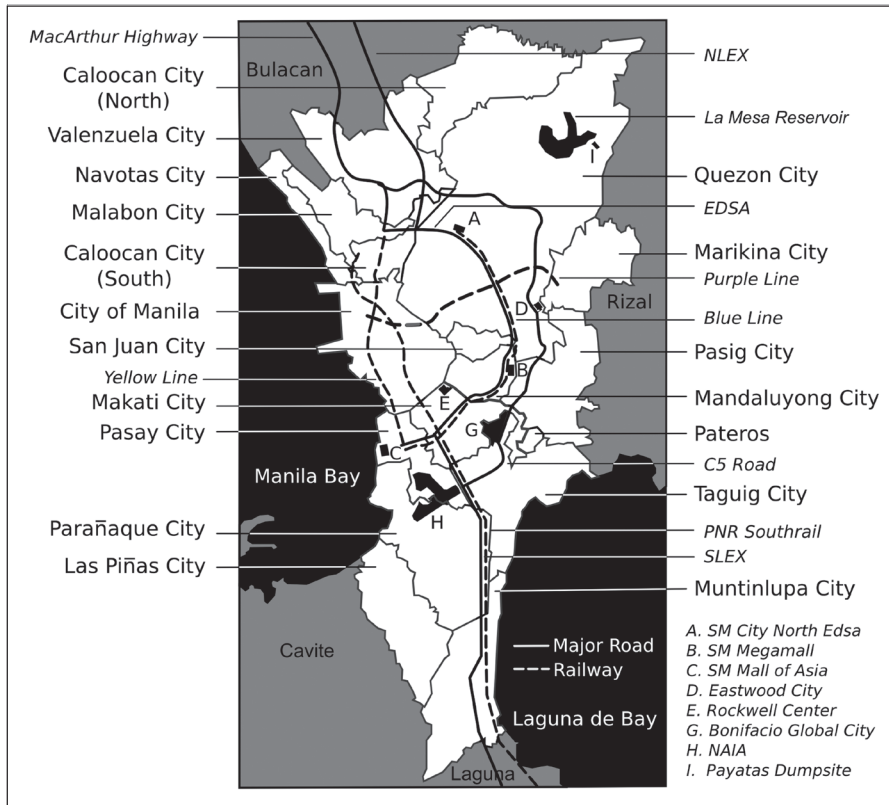 MacArthur Highway
Caloocan City
(North)
Valenzuela City
Navotas City
Malabon City
Caloocan City
(South)
City of Manila
San Juan City
Yellow Line
Makati City
Pasay City
Manila Bay
Parañaque City
Las Piñas City
Cavite
Bulacan
NLEX
La Mesa Reservoir
Quezon City
EDSA
Marikina City
Purple Line
Rizal
Blue Line
Pasig City
Mandaluyong City
Pateros
C5 Road
Taguig City
PNR Southrail
SLEX
Muntinlupa City
A
I
D
B
E
G
C
H
Major Road
Railway
Laguna de Bay
Laguna
A. SM City North Edsa
B. SM Megamall
C. SM Mall of Asia
D. Eastwood City
E. Rockwell Center
G. Bonifacio Global City
H. NAIA
I. Payatas Dumpsite